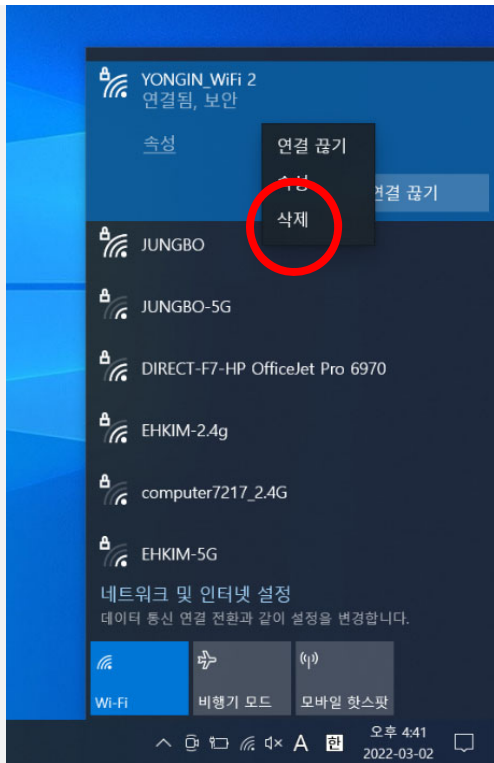 YONGIN_WiFi 2
연결됨, 보안
속성
연결 끊기
속성
연결 끊기
삭제
JUNGBO
JUNGBO-5G
DIRECT-F7-HP OfficeJet Pro 6970
EHKIM-2.4g
computer7217_2.4G
EHKIM-5G
네트워크 및 인터넷 설정
데이터 통신 연결 전환과 같이 설정을 변경합니다.
Wi-Fi
비행기 모드
모바일 핫스팟
A 한
오후 4:41
2022-03-02